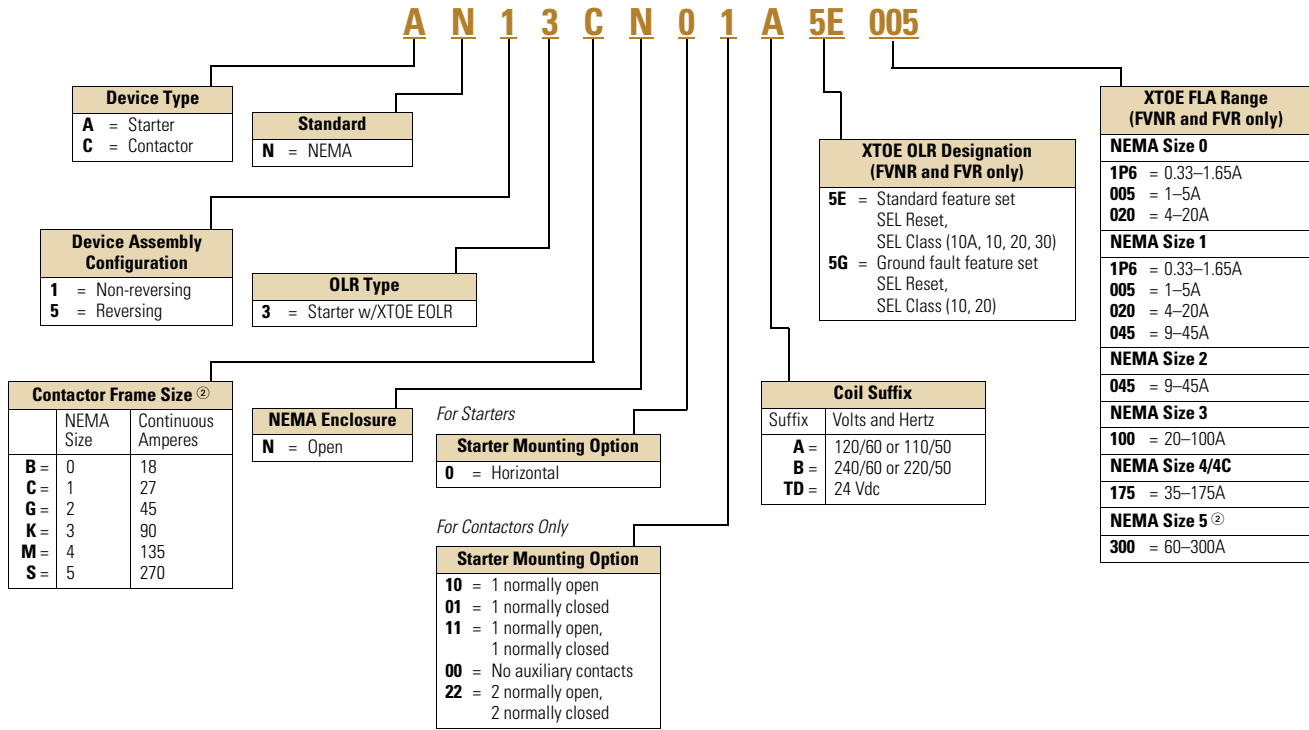 A N 1 3 C N 0 1 A 5E 005
Device Type
A = Starter
C = Contactor
Standard
N = NEMA
Device Assembly
Configuration
1 = Non-reversing
5 = Reversing
OLR Type
3 = Starter w/XTOE EOLR
Contactor Frame Size ②
NEMA Size Continuous Amperes
B = 0 18
C = 1 27
G = 2 45
K = 3 90
M = 4 135
S = 5 270
NEMA Enclosure
N = Open
For Starters
Starter Mounting Option
0 = Horizontal
For Contactors Only
Starter Mounting Option
10 = 1 normally open
01 = 1 normally closed
11 = 1 normally open,
1 normally closed
00 = No auxiliary contacts
22 = 2 normally open,
2 normally closed
Coil Suffix
Suffix Volts and Hertz
A = 120/60 or 110/50
B = 240/60 or 220/50
TD = 24 Vdc
XTOE OLR Designation
(FVNR and FVR only)
5E = Standard feature set
SEL Reset,
SEL Class (10A, 10, 20, 30)
5G = Ground fault feature set
SEL Reset,
SEL Class (10, 20)
XTOE FLA Range
(FVNR and FVR only)
NEMA Size 0
1P6 = 0.33–1.65A
005 = 1–5A
020 = 4–20A
NEMA Size 1
1P6 = 0.33–1.65A
005 = 1–5A
020 = 4–20A
045 = 9–45A
NEMA Size 2
045 = 9–45A
NEMA Size 3
100 = 20–100A
NEMA Size 4/4C
175 = 35–175A
NEMA Size 5 ②
300 = 60–300A